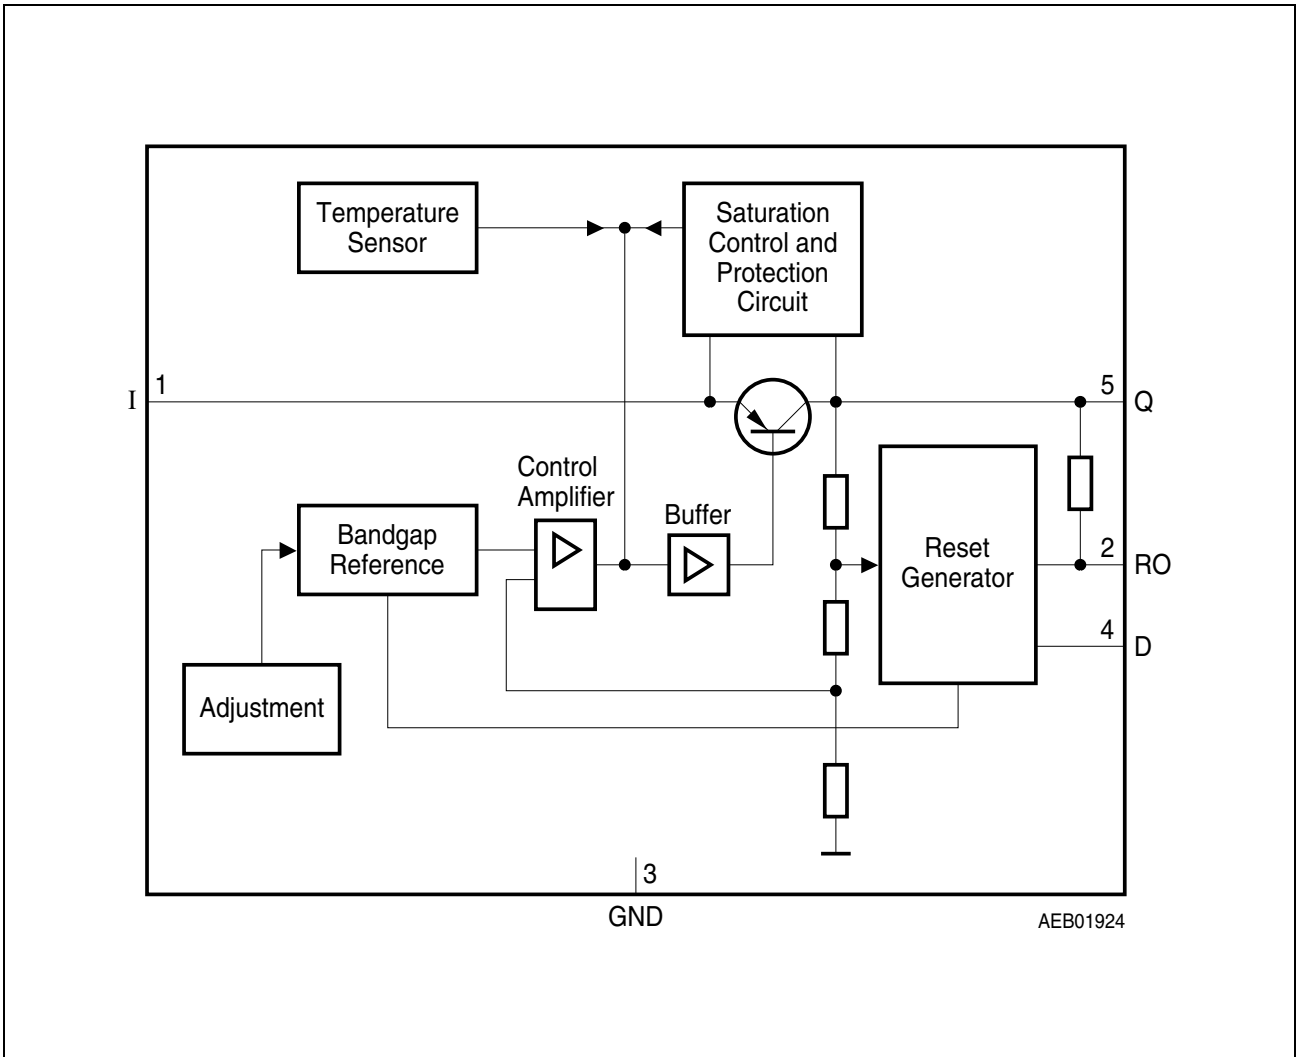 Temperature
Sensor
Saturation
Control and
Protection
Circuit
I
1
5
Q
Control
Amplifier
Buffer
Bandgap
Reference
Reset
Generator
2
RO
4
D
Adjustment
3
GND
AEB01924